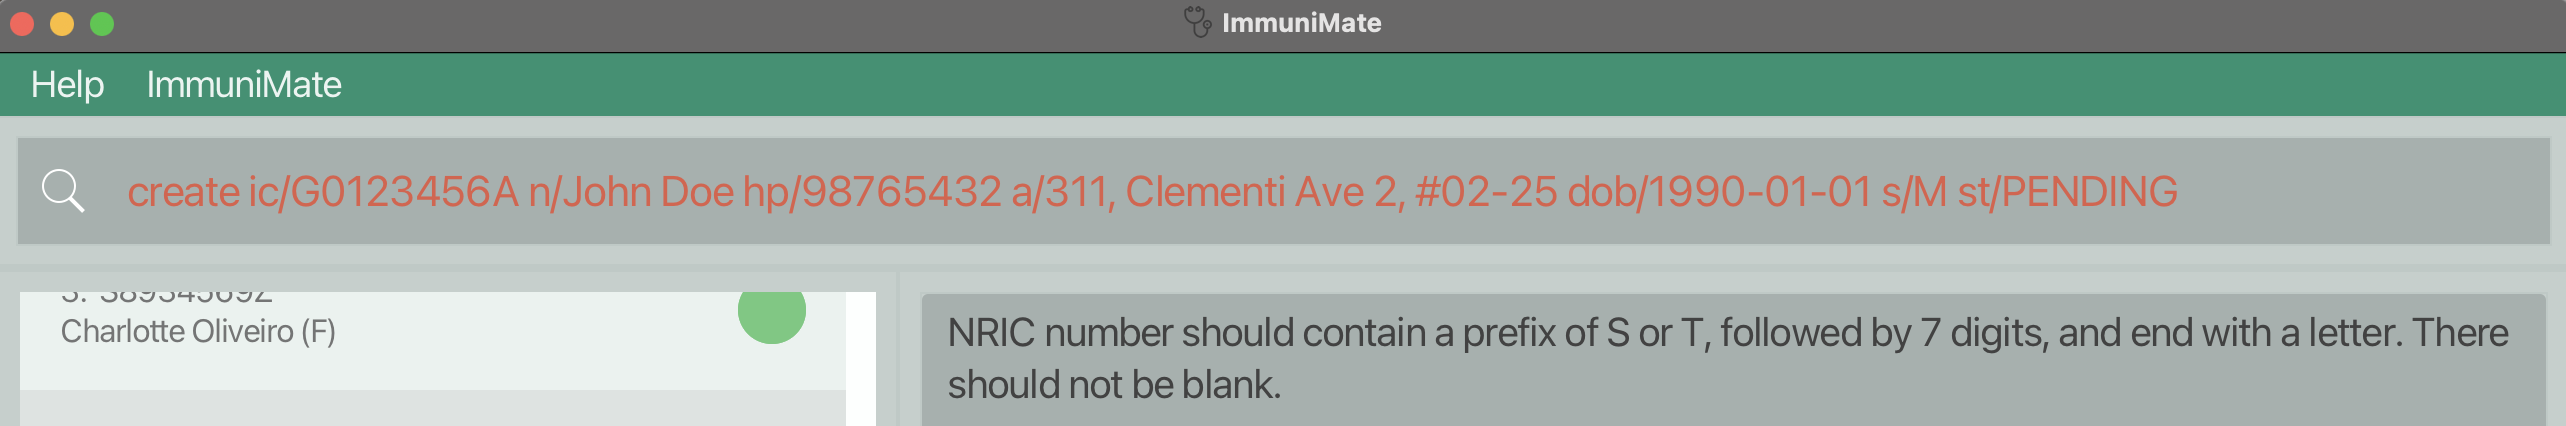 ImmuniMate
Help ImmuniMate
create ic/G0123456A n/John Doe hp/98765432 a/311, Clementi Ave 2, #02-25 dob/1990-01-01 s/M st/PENDING
3. S8934569Z
Charlotte Oliveiro (F)
NRIC number should contain a prefix of S or T, followed by 7 digits, and end with a letter. There
should not be blank.